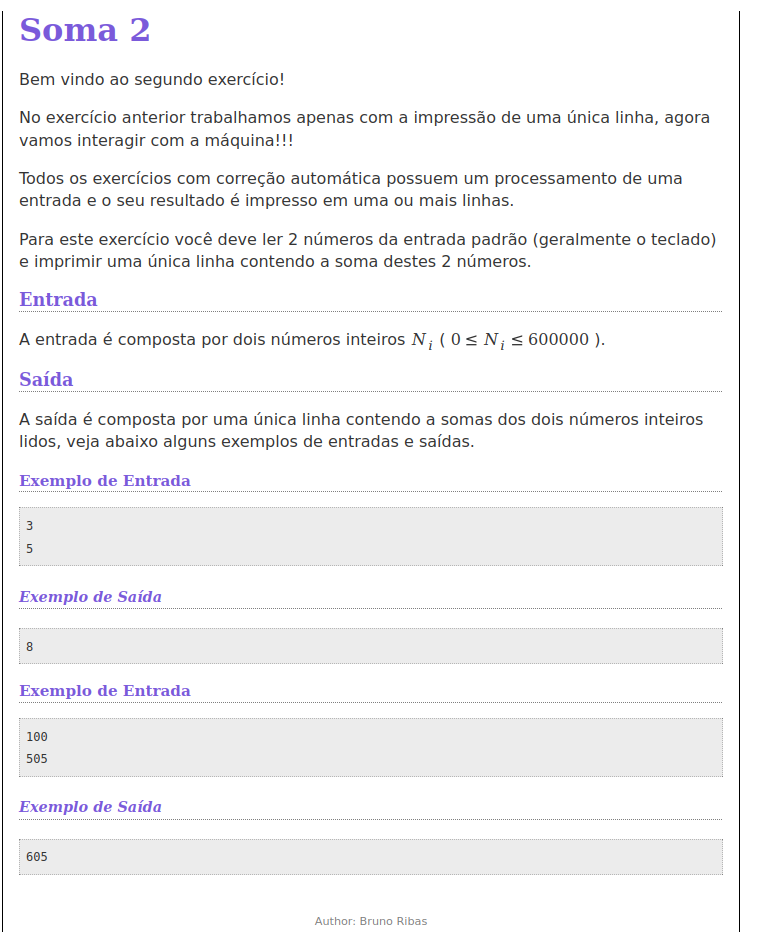 Soma 2
Bem vindo ao segundo exercício!
No exercício anterior trabalhamos apenas com a impressão de uma única linha, agora
vamos interagir com a máquina!!!
Todos os exercícios com correção automática possuem um processamento de uma
entrada e o seu resultado é impresso em uma ou mais linhas.
Para este exercício você deve ler 2 números da entrada padrão (geralmente o teclado)
e imprimir uma única linha contendo a soma destes 2 números.
Entrada
A entrada é composta por dois números inteiros N_i ( 0 ≤ N_i ≤ 600000 ).
Saída
A saída é composta por uma única linha contendo a somas dos dois números inteiros
lidos, veja abaixo alguns exemplos de entradas e saídas.
Exemplo de Entrada
3
5
Exemplo de Saída
8
Exemplo de Entrada
100
505
Exemplo de Saída
605
Author: Bruno Ribas